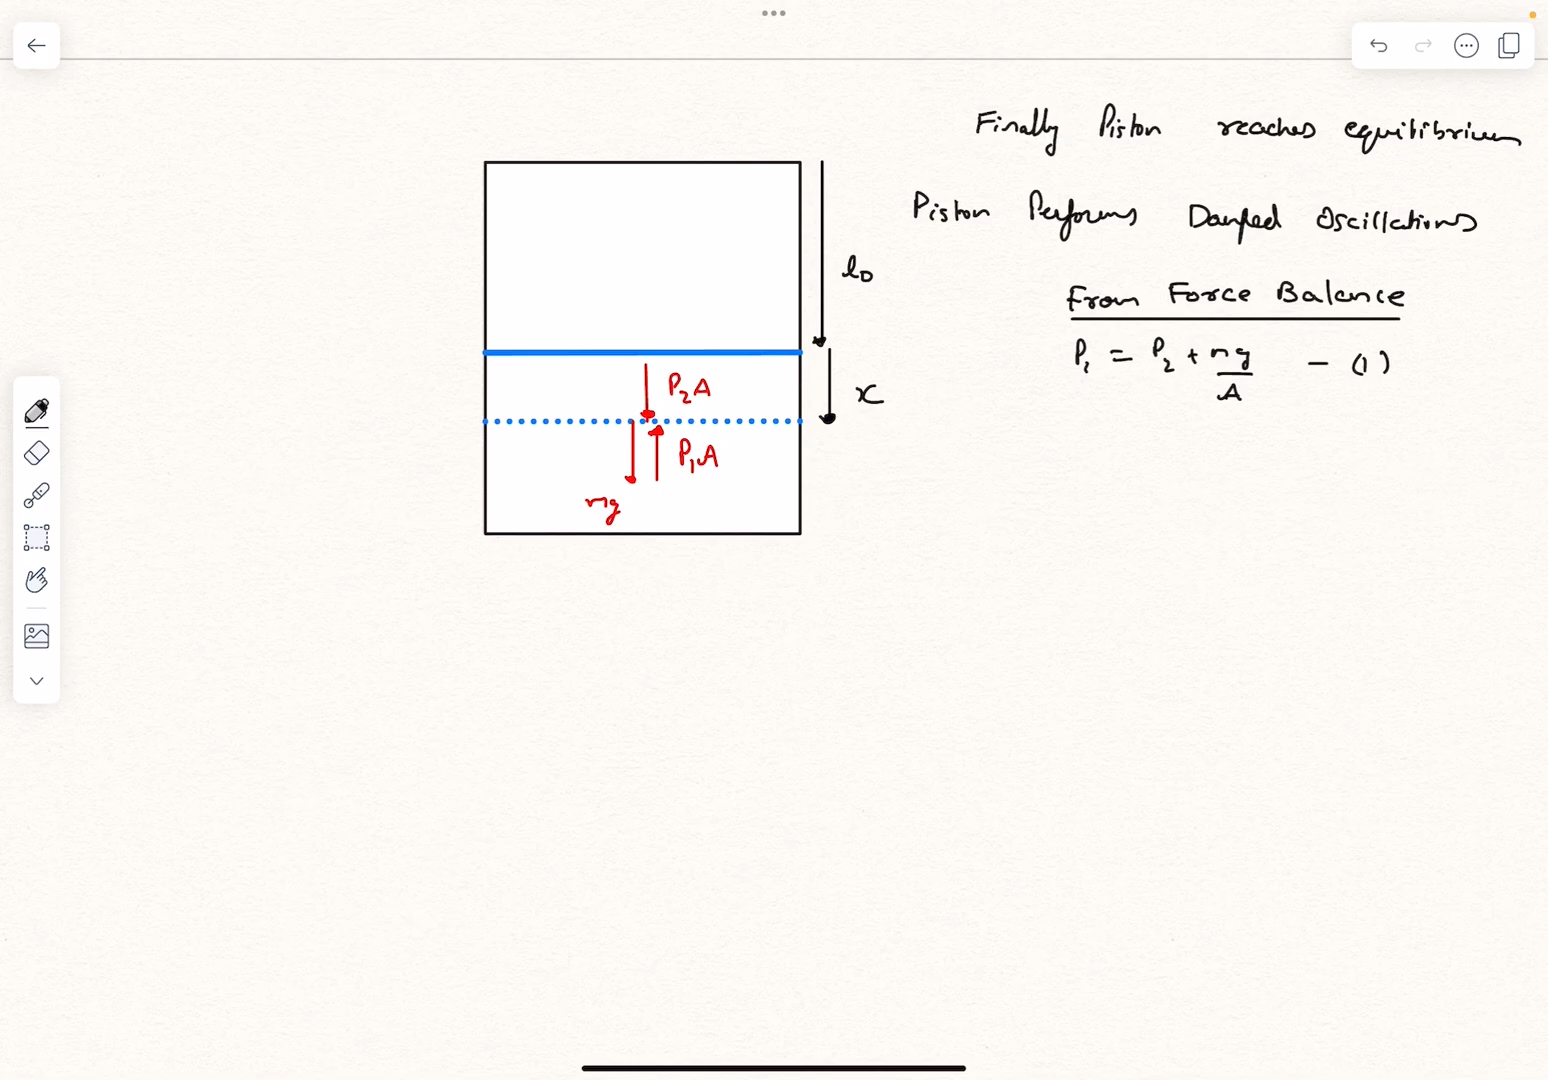 Finally Piston reaches equilibrium
Piston Performs Damped Oscillations
l₀
From Force Balance
P₁ = P₂ + mg/A - (1)
P₂A
x
P₁A
mg